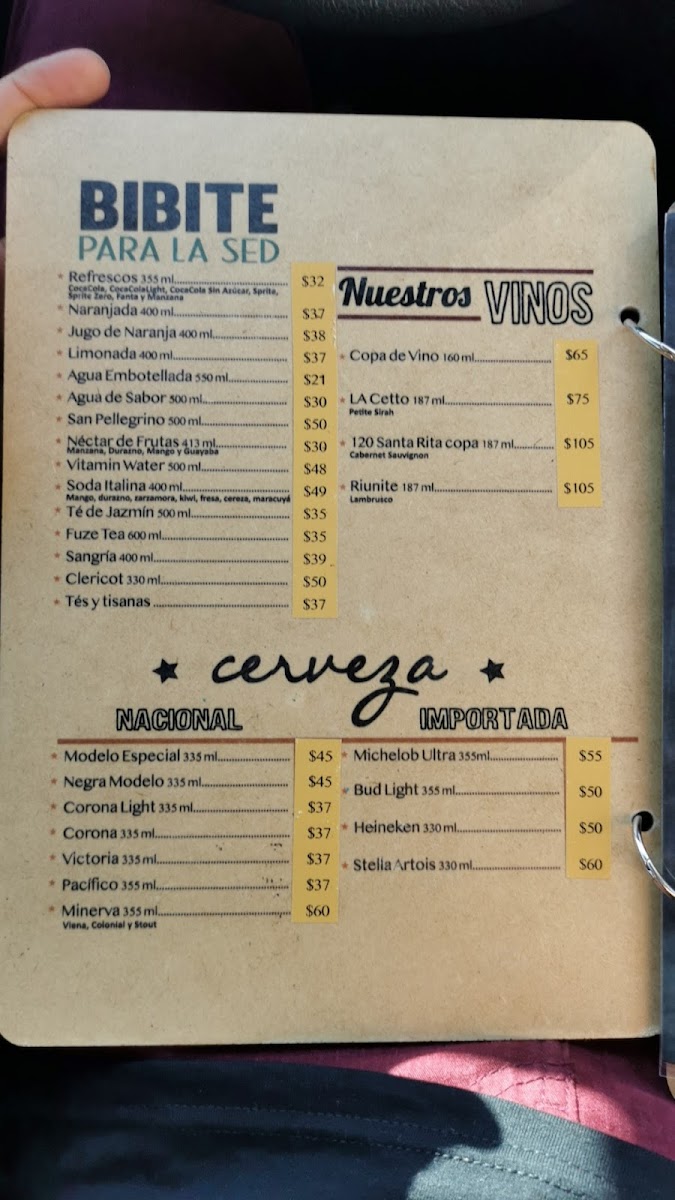 BIBITE
PARA LA SED
Refrescos 355 ml. $32
CocaCola, CocaColaLight, CocaCola Sin Azúcar, Sprite,
Sprite Zero, Fanta y Manzana
Naranjada 400 ml. $37
Jugo de Naranja 400 ml. $38
Limonada 400 ml. $37
Agua Embotellada 550 ml. $21
Agua de Sabor 500 ml. $30
San Pellegrino 500 ml. $50
Néctar de Frutas 413 ml. $30
Manzana, Durazno, Mango y Guayaba
Vitamin Water 500 ml. $48
Soda Italina 400 ml. $49
Mango, durazno, zarzamora, kiwi, fresa, cereza, maracuyá
Té de Jazmín 500 ml. $35
Fuze Tea 600 ml. $35
Sangría 400 ml. $39
Clericot 330 ml. $50
Tés y tisanas $37
Nuestros VINOS
Copa de Vino 160 ml. $65
LA Cetto 187 ml. $75
Petite Sirah
120 Santa Rita copa 187 ml. $105
Cabernet Sauvignon
Riunite 187 ml. $105
Lambrusco
cerveza
NACIONAL
Modelo Especial 335 ml. $45
Negra Modelo 335 ml. $45
Corona Light 335 ml. $37
Corona 335 ml. $37
Victoria 335 ml. $37
Pacífico 355 ml. $37
Minerva 355 ml. $60
Viena, Colonial y Stout
IMPORTADA
Michelob Ultra 355ml. $55
Bud Light 355 ml. $50
Heineken 330 ml. $50
Stella Artois 330 ml. $60